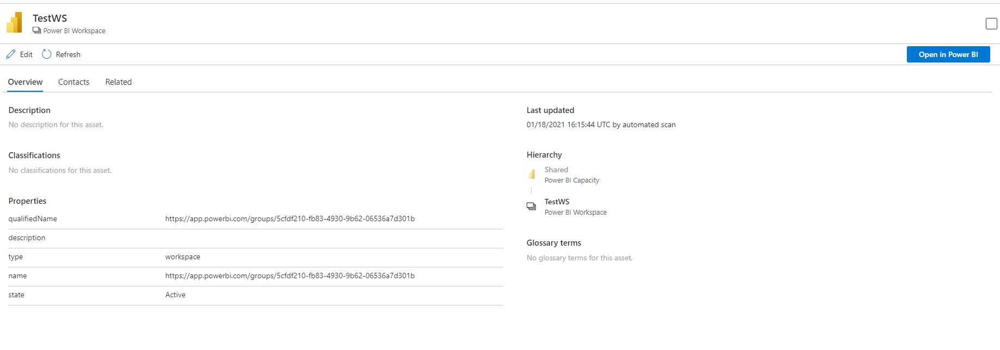 TestWS
Power BI Workspace
Edit Refresh
Open in Power BI
Overview Contacts Related
Description
No description for this asset.
Classifications
No classifications for this asset.
Properties
qualifiedName https://app.powerbi.com/groups/5cfdf210-fb83-4930-9b62-06536a7d301b
description
type workspace
name https://app.powerbi.com/groups/5cfdf210-fb83-4930-9b62-06536a7d301b
state Active
Last updated
01/18/2021 16:15:44 UTC by automated scan
Hierarchy
Shared
Power BI Capacity
TestWS
Power BI Workspace
Glossary terms
No glossary terms for this asset.